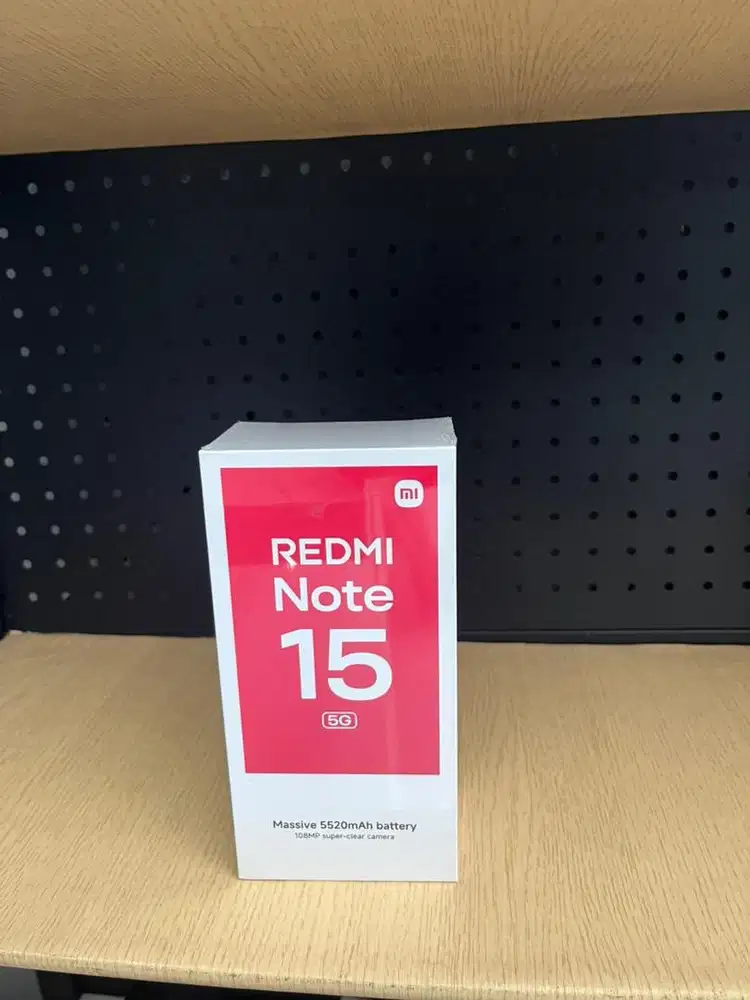 mi
REDMI
Note
15
5G
Massive 5520mAh battery
108MP super-clear camera